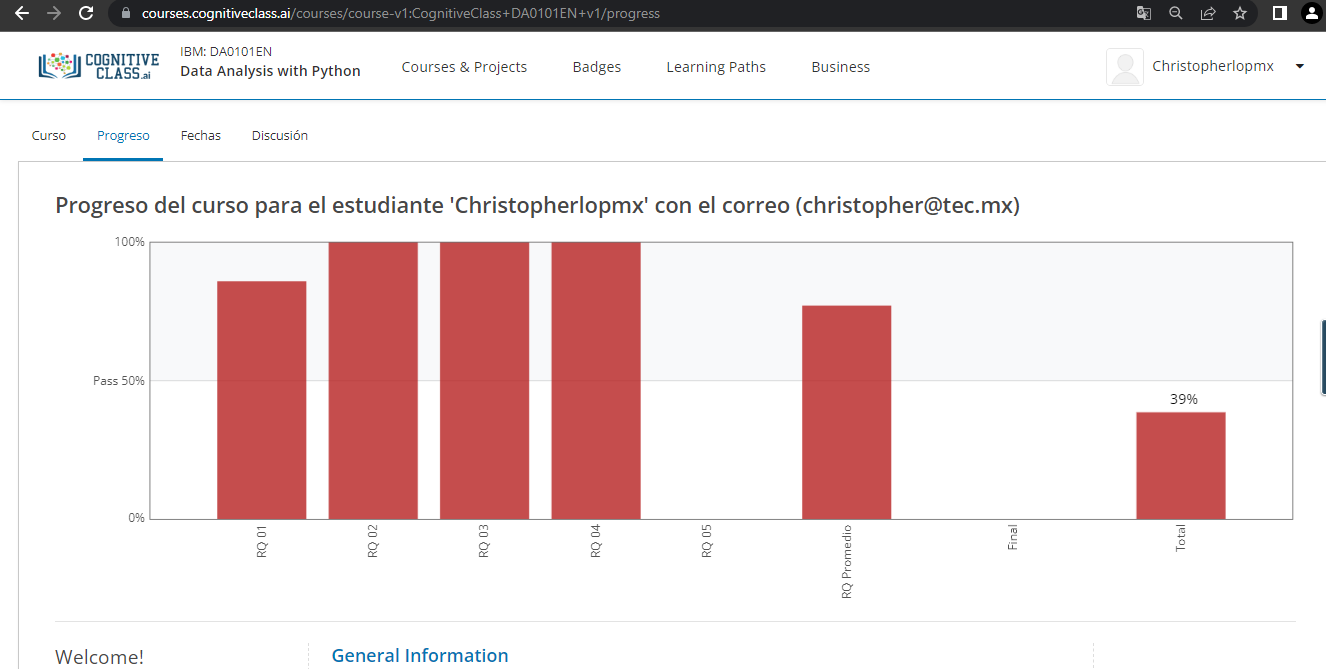 courses.cognitiveclass.ai/courses/course-v1:CognitiveClass+DA0101EN+v1/progress
COGNITIVE
CLASS.ai
IBM: DA0101EN
Data Analysis with Python
Courses & Projects
Badges
Learning Paths
Business
Christopherlopmx
Curso
Progreso
Fechas
Discusión
Progreso del curso para el estudiante 'Christopherlopmx' con el correo (christopher@tec.mx)
100%
Pass 50%
0%
39%
RQ 01
RQ 02
RQ 03
RQ 04
RQ 05
RQ Promedio
Final
Total
Welcome!
General Information